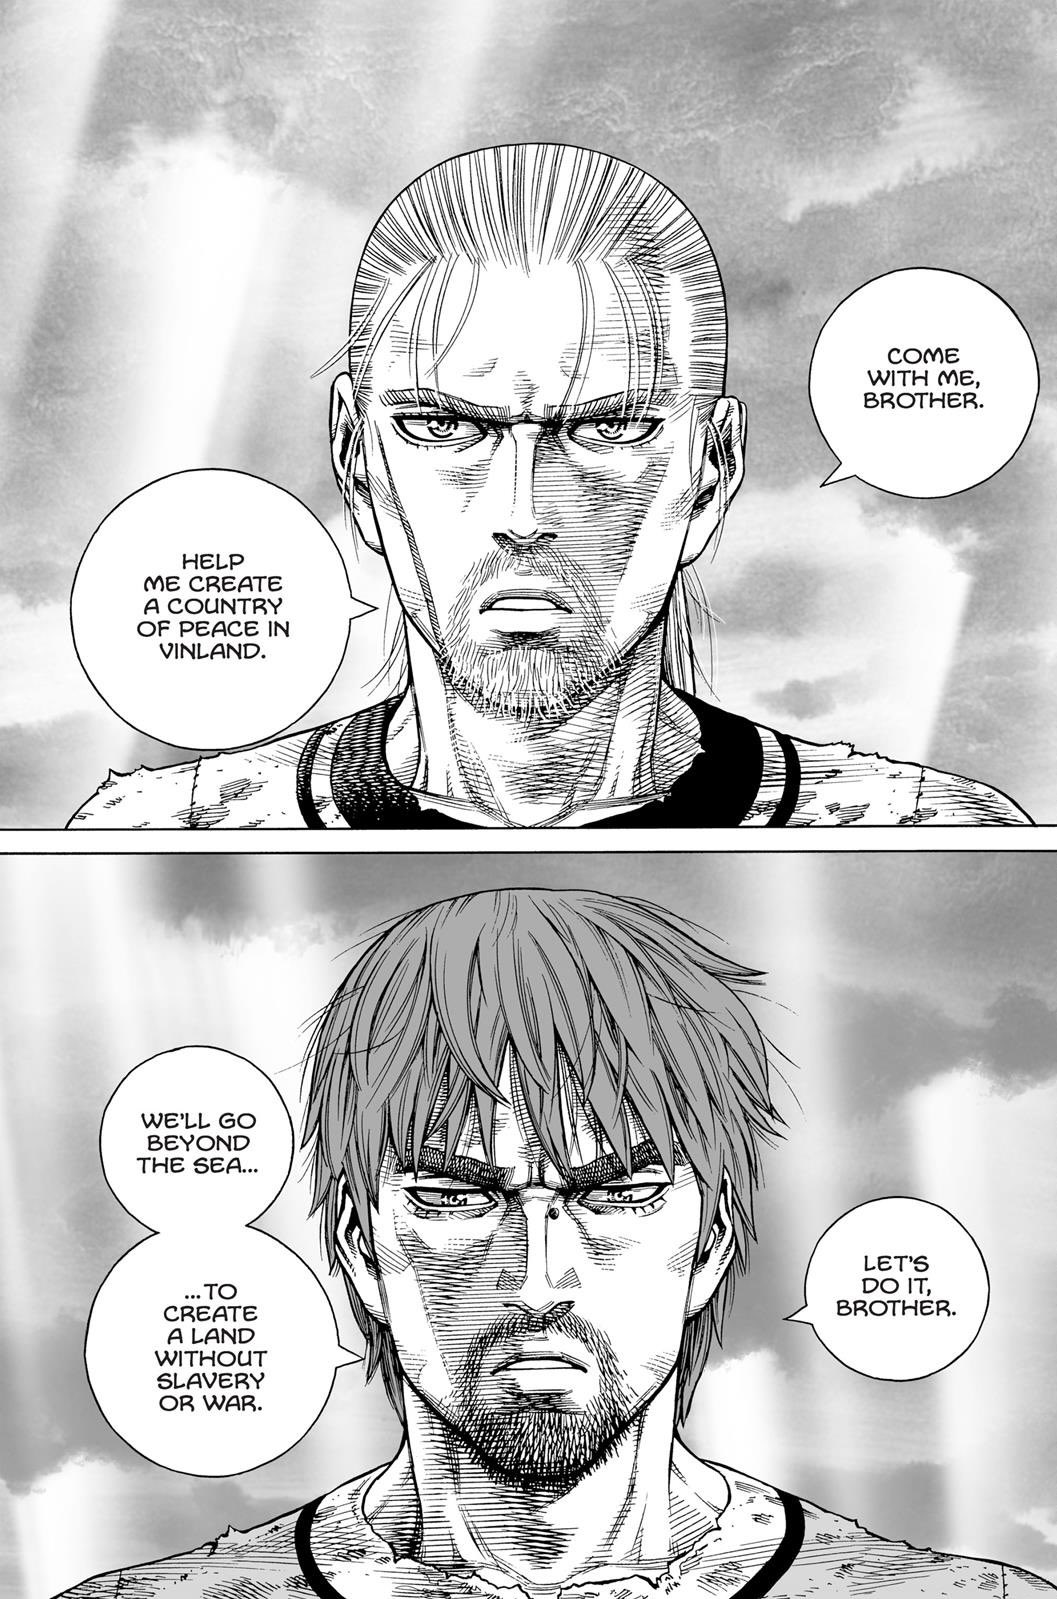 COME
WITH ME,
BROTHER.
HELP
ME CREATE
A COUNTRY
OF PEACE IN
VINLAND.
WE'LL GO
BEYOND
THE SEA...
...TO
CREATE
A LAND
WITHOUT
SLAVERY
OR WAR.
LET'S
DO IT,
BROTHER.